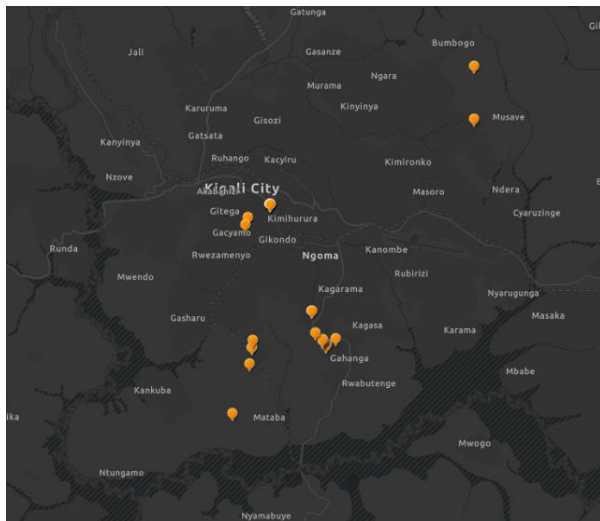 Gatunga
Bumbogo
Jali
Gasanze
Ngara
Murama
Karuruma
Kinyinya
Musave
Gisozi
Gatsata
Kanyinya
Ruhango
Kacyiru
Kimironko
Nzove
Kigali City
Masoro
Ndera
Gitega
Kimihurura
Cyaruzinge
Gacyamo
Gikondo
Runda
Rwezamenyo
Ngoma
Kanombe
Mwendo
Rubirizi
Kagarama
Nyarugunga
Gasharu
Kagasa
Karama
Masaka
Gahanga
Mbabe
Kankuba
Rwabutenge
Mataba
Mwogo
Ntungamo
Nyamabuye